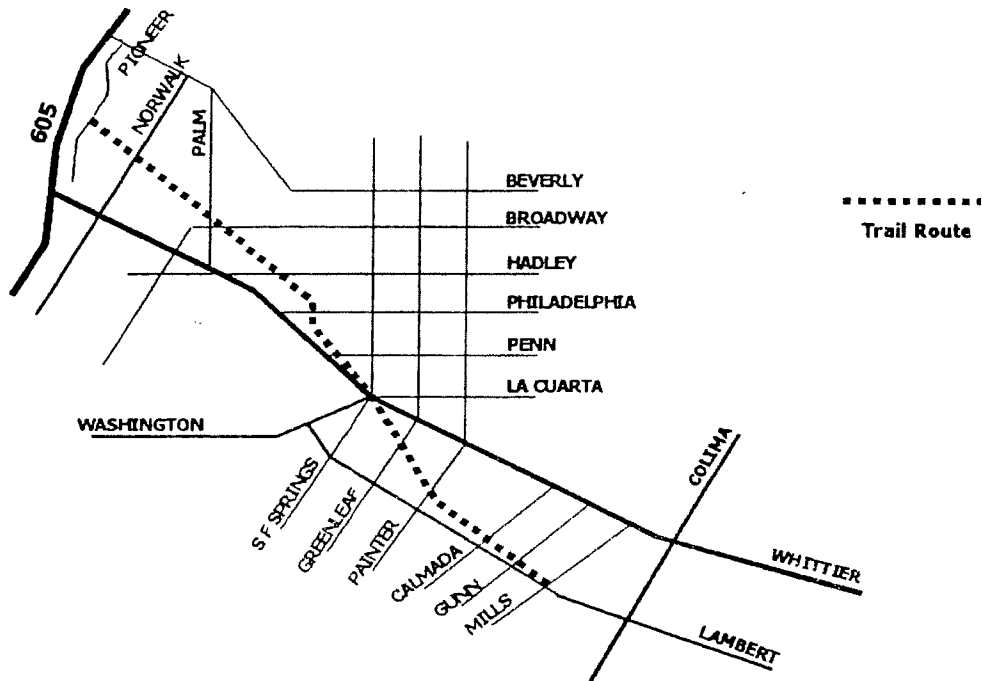 PIONEER
605
NORWALK
PALM
BEVERLY
BROADWAY
Trail Route
HADLEY
PHILADELPHIA
PENN
LA CUARTA
WASHINGTON
COLIMA
S F SPRINGS
GREENLEAF
PAINTER
CALMADA
GUNN
MILLS
WHITTIER
LAMBERT